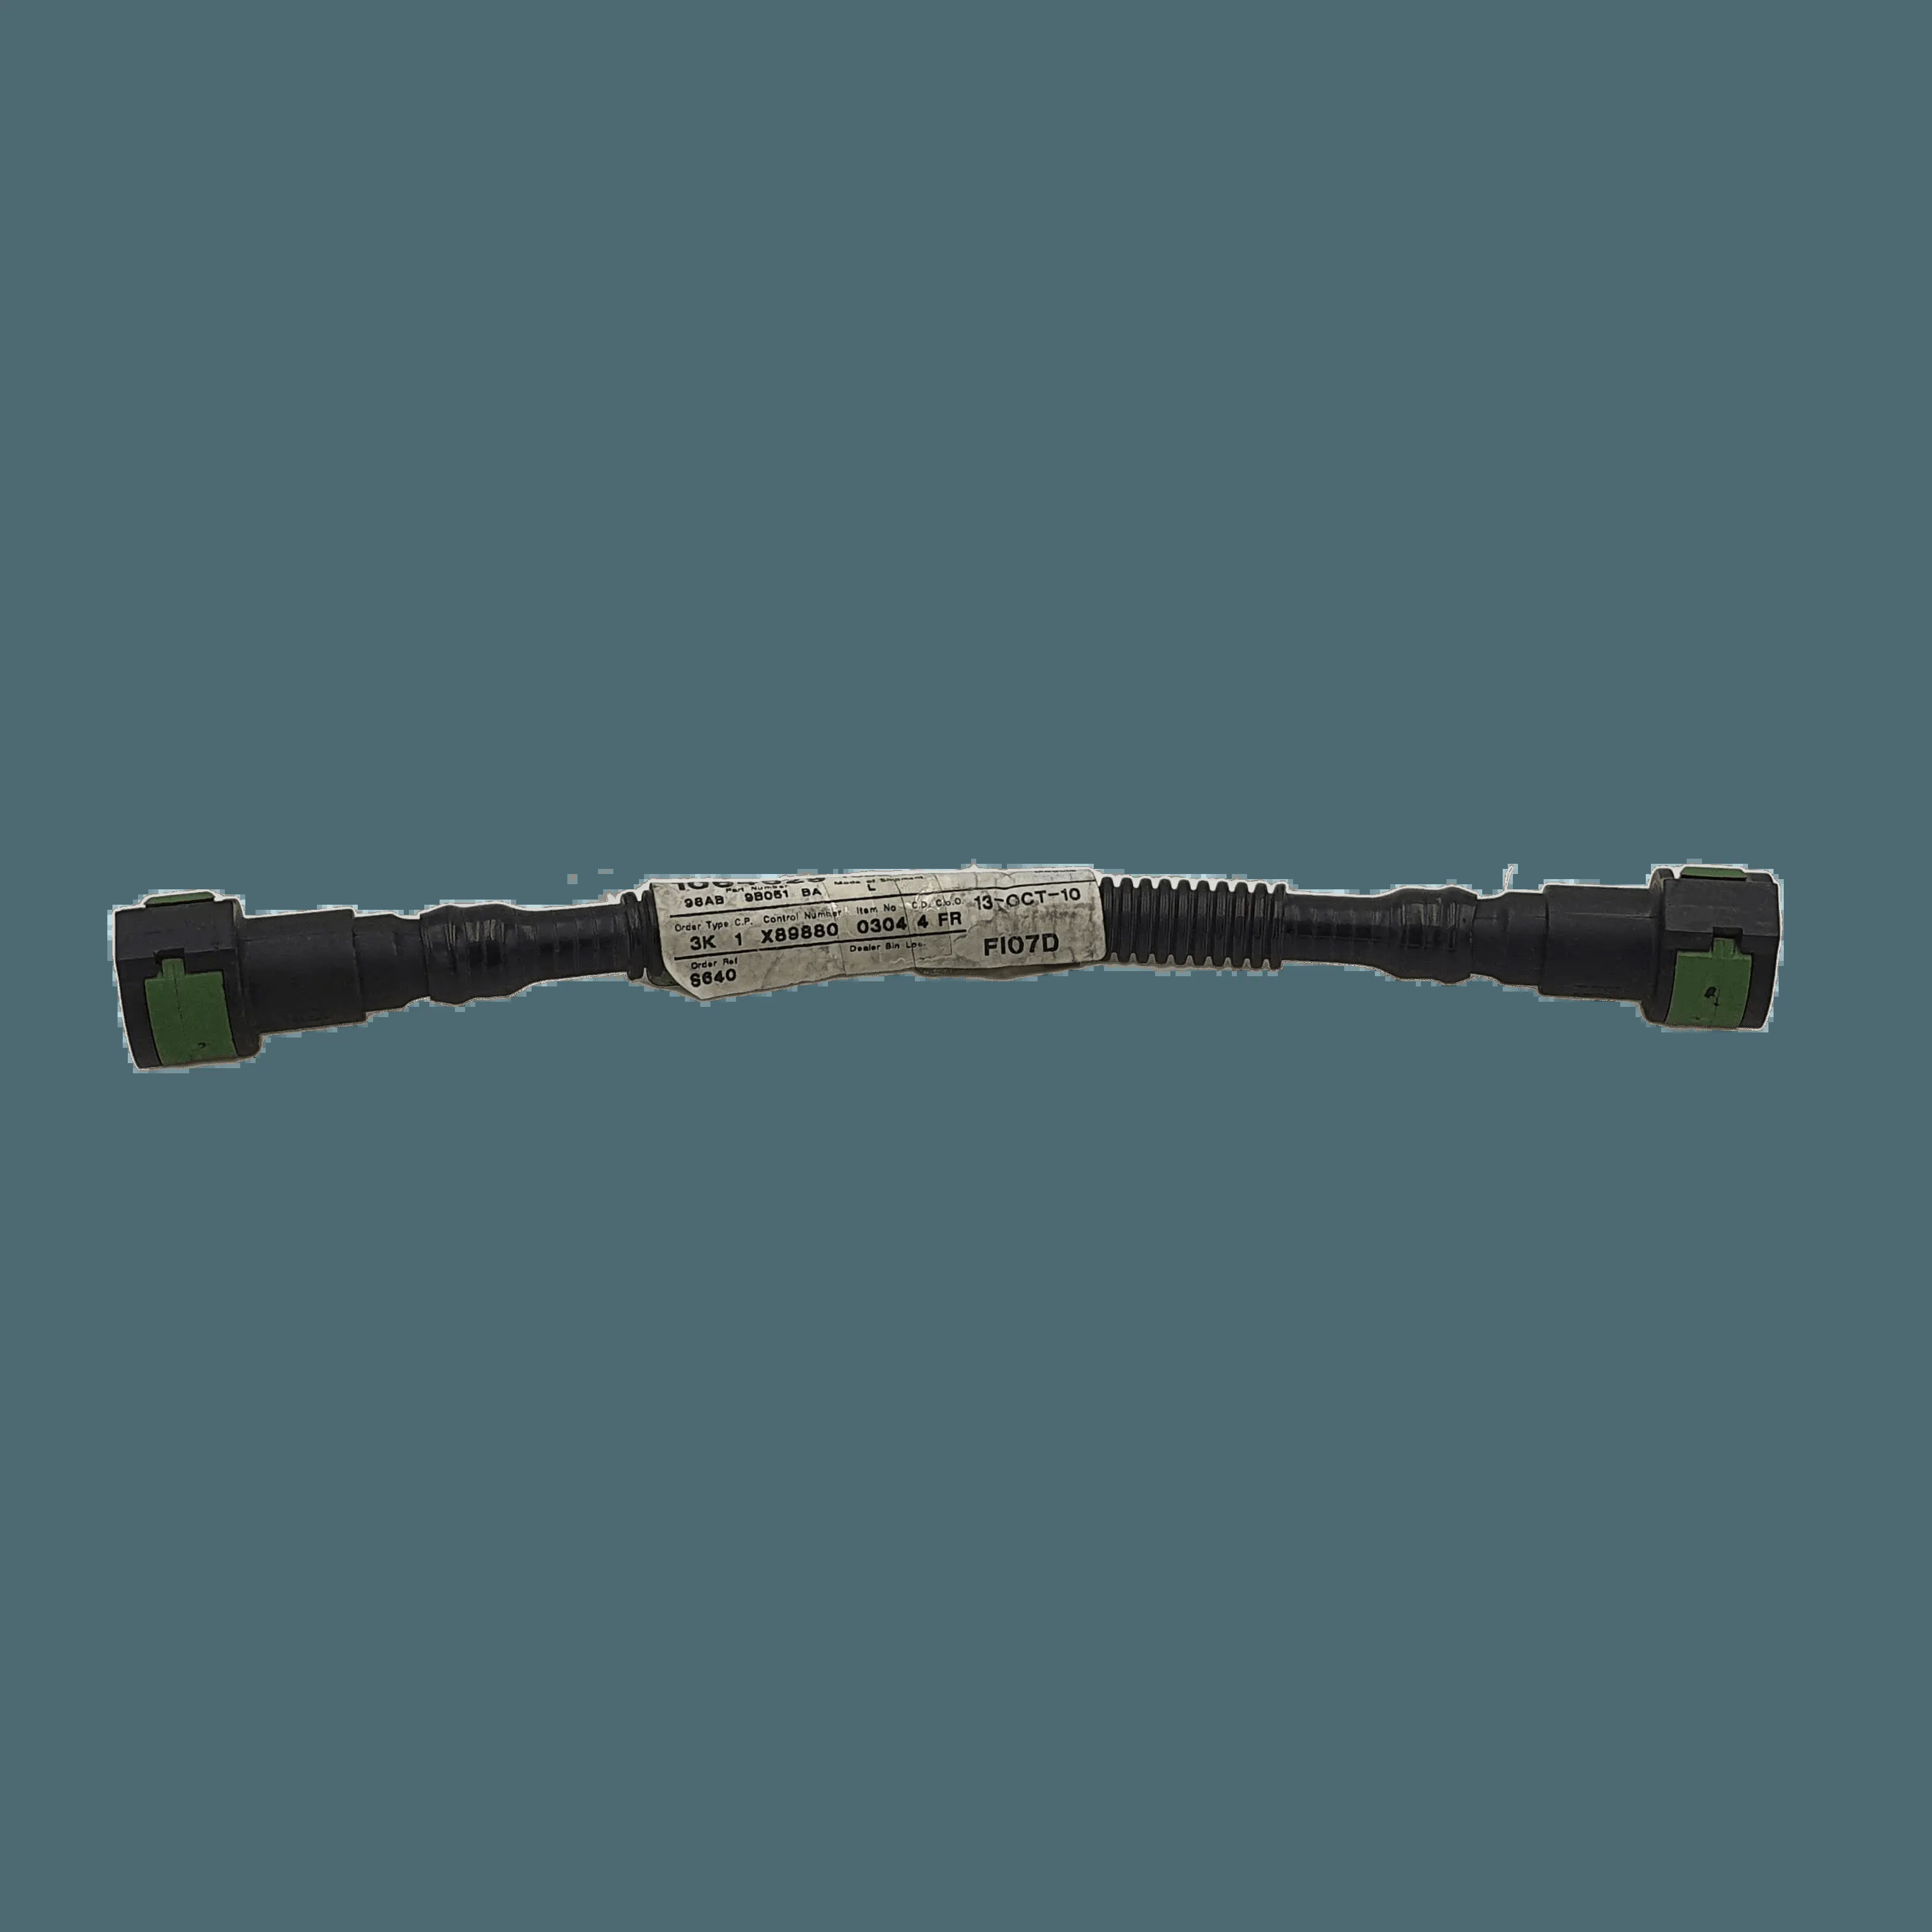 Part Number Mode of Shipment
98AB 9B051 BA L
Order Type C.P. Control Number Item No C.D. C.o.O. 13-OCT-10
3K 1 X89880 0304 4 FR
Order Ref Dealer Bin Loc. FI07D
S640